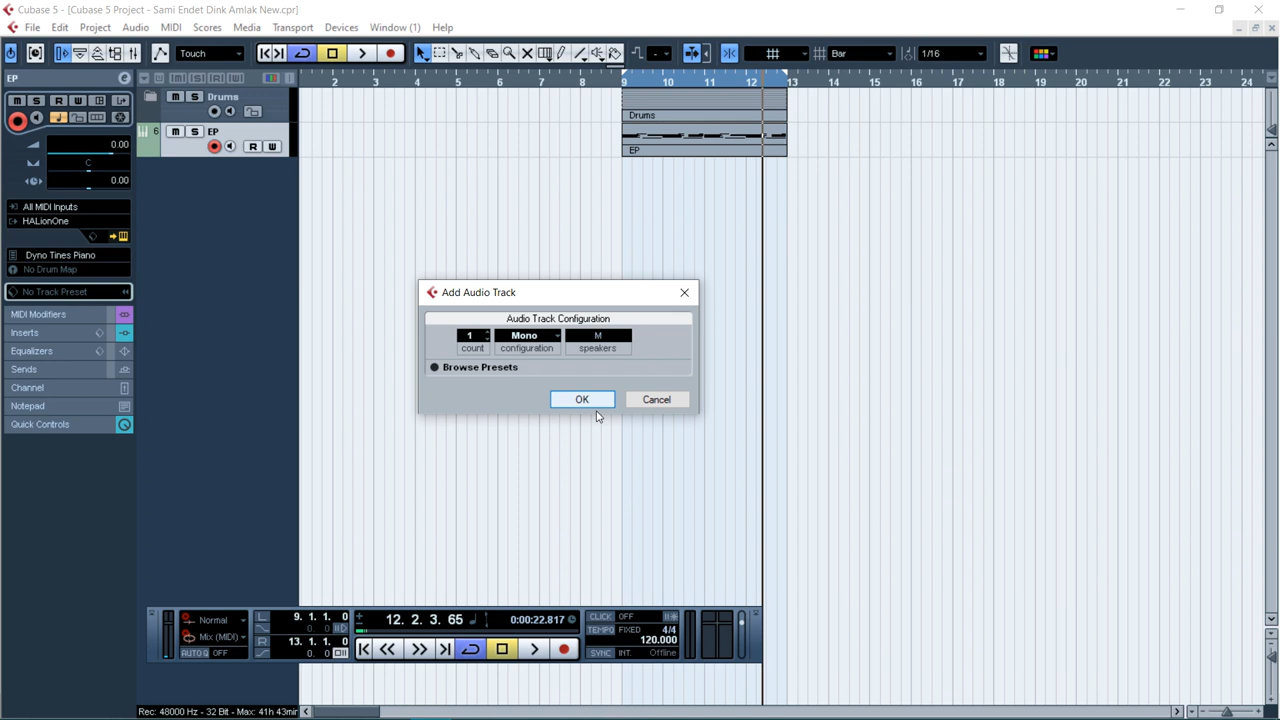 Cubase 5 - [Cubase 5 Project - Sami Endet Dink Amlak New.cpr]
File Edit Project Audio MIDI Scores Media Transport Devices Window (1) Help
Touch Bar 1/16
EP
M S R W
0.00
C
0.00
All MIDI Inputs
HALionOne
Dyno Tines Piano
No Drum Map
No Track Preset
MIDI Modifiers
Inserts
Equalizers
Sends
Channel
Notepad
Quick Controls
M S Drums
6 M S EP
R W
2 3 4 5 6 7 8 9 10 11 12 13 14 15 16 17 18 19 20 21 22 23 24
Drums
EP
Add Audio Track
Audio Track Configuration
1 Mono M
count configuration speakers
Browse Presets
OK Cancel
Normal
Mix (MIDI)
AUTO Q OFF
L 9. 1. 1. 0
0. 0
R 13. 1. 1. 0
0. 0
12. 2. 3. 65 0:00:22.817
CLICK OFF
TEMPO FIXED 4/4
120.000
SYNC INT. Offline
Rec: 48000 Hz - 32 Bit - Max: 41h 43min